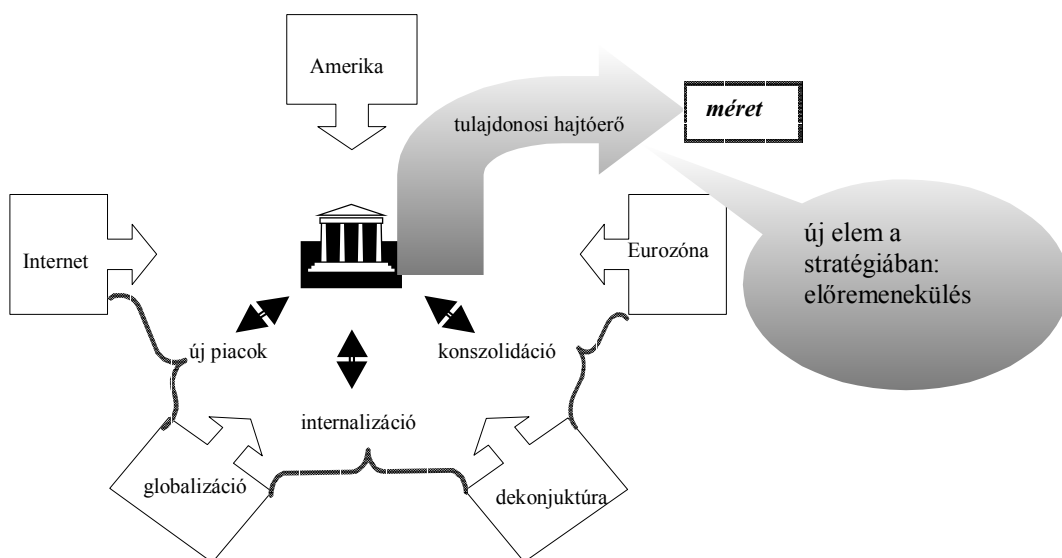 Amerika
tulajdonosi hajtóerő
méret
Internet
Eurozóna
új elem a
stratégiában:
előremenekülés
új piacok
konszolidáció
internalizáció
globalizáció
dekonjuktúra